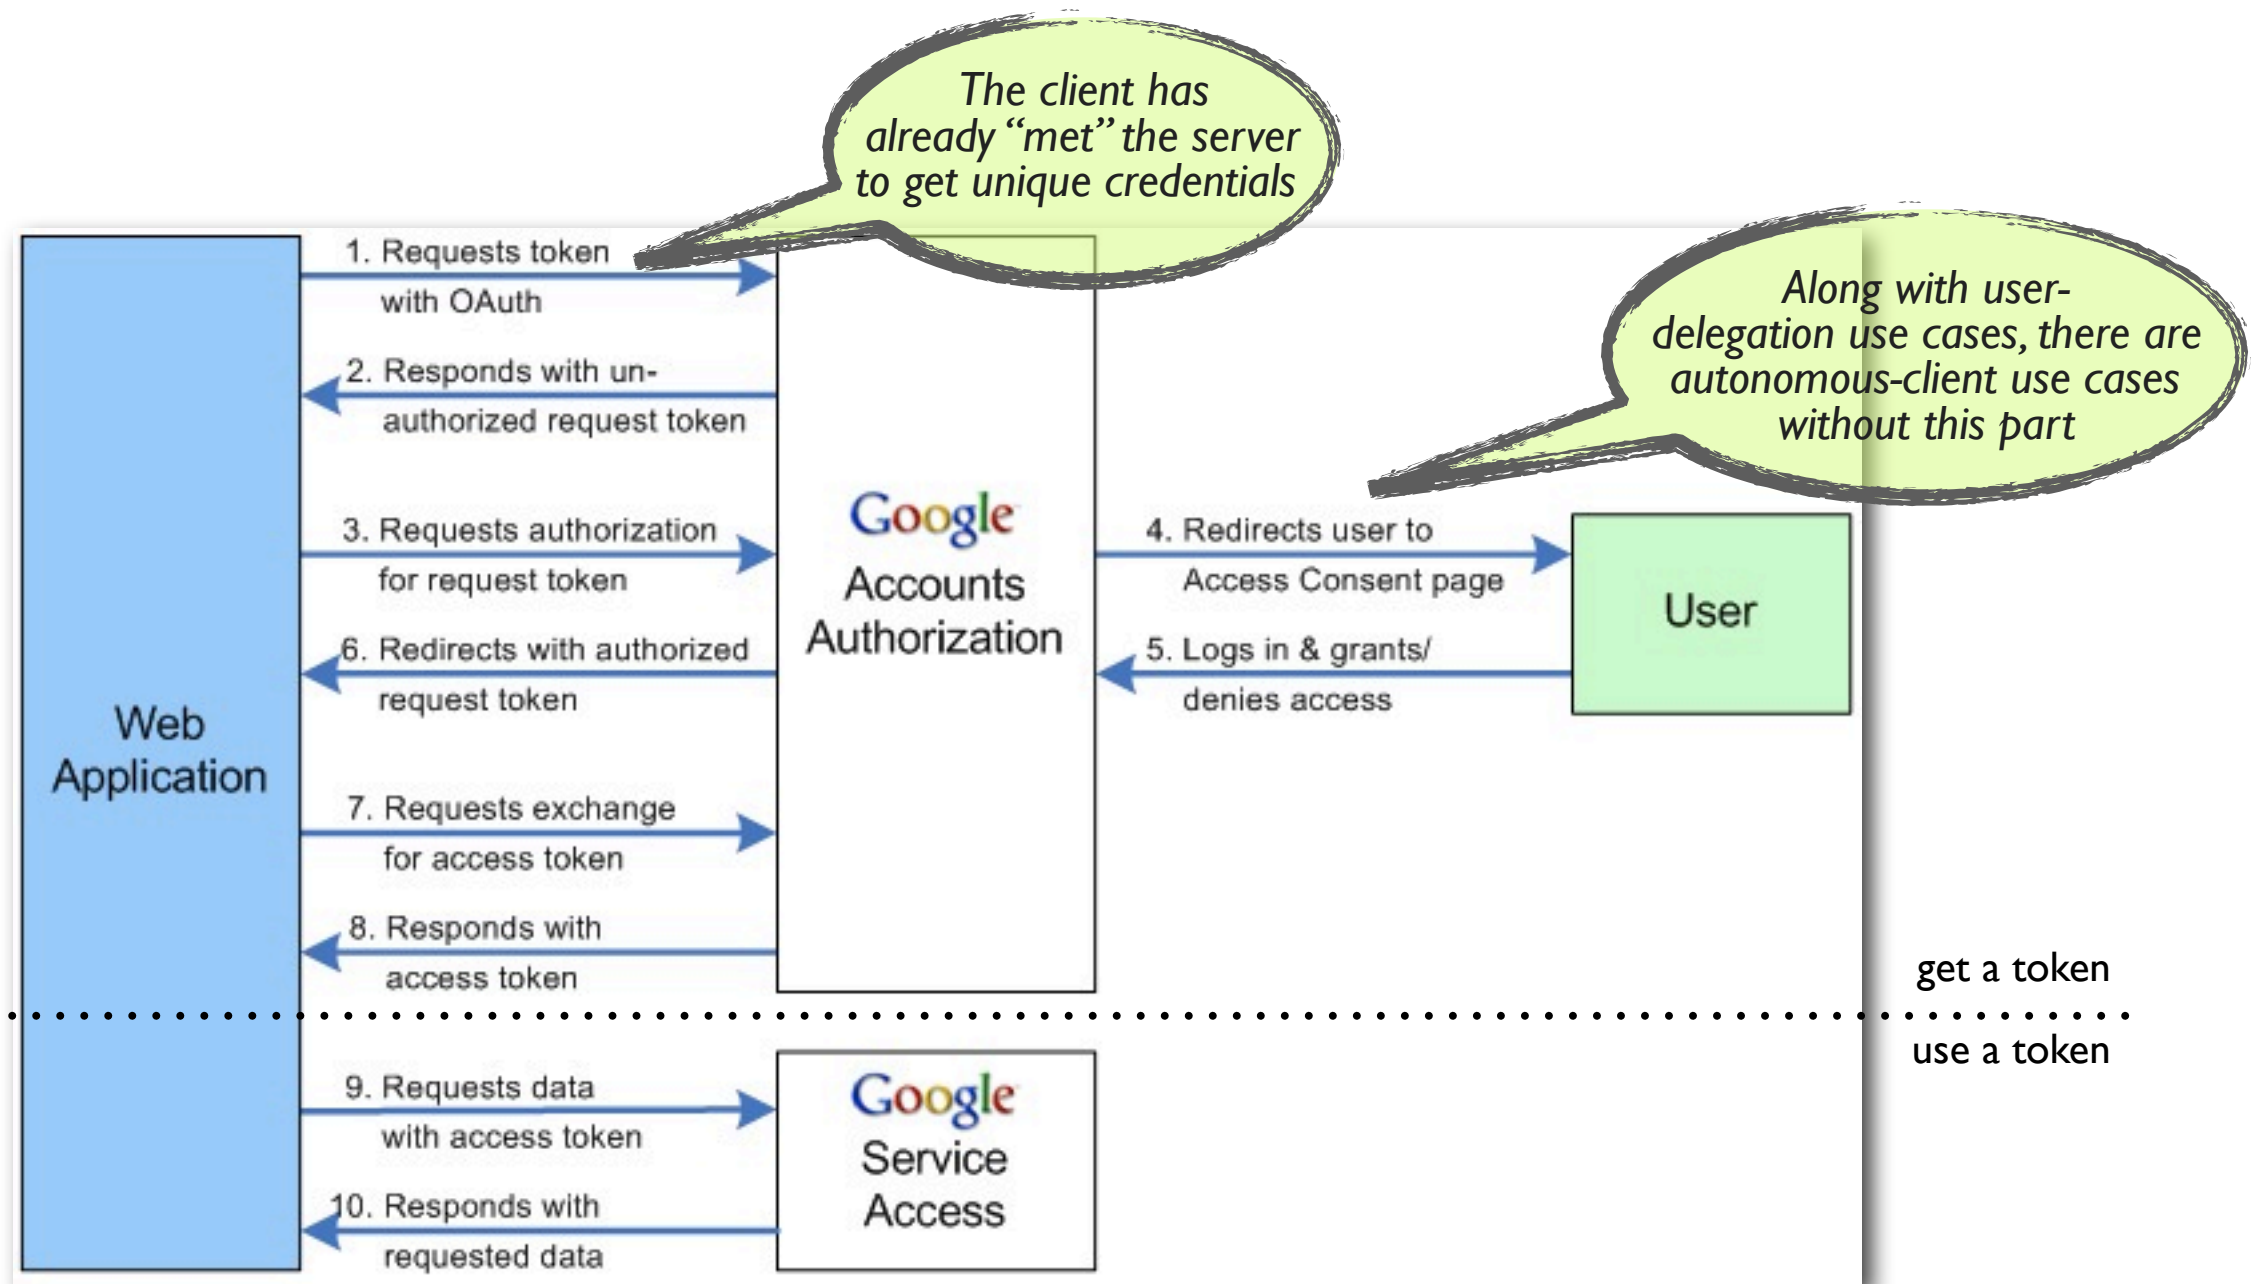 The client has
already “met” the server
to get unique credentials
Along with user-
delegation use cases, there are
autonomous-client use cases
without this part
1. Requests token
with OAuth
2. Responds with un-
authorized request token
3. Requests authorization
for request token
4. Redirects user to
Access Consent page
5. Logs in & grants/
denies access
6. Redirects with authorized
request token
7. Requests exchange
for access token
8. Responds with
access token
Web
Application
Google
Accounts
Authorization
User
get a token
use a token
9. Requests data
with access token
10. Responds with
requested data
Google
Service
Access